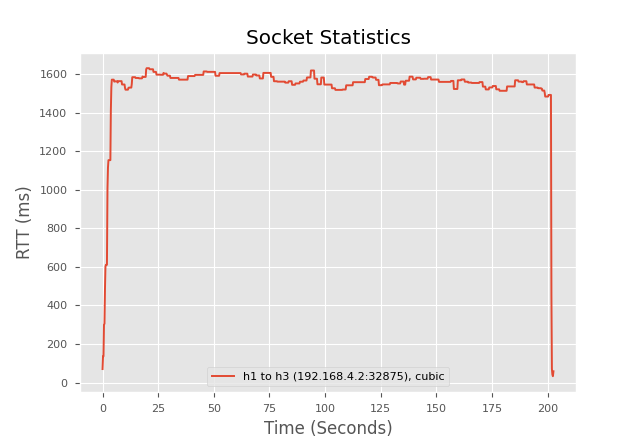 Socket Statistics
RTT (ms)
1600
1400
1200
1000
800
600
400
200
0
h1 to h3 (192.168.4.2:32875), cubic
0 25 50 75 100 125 150 175 200
Time (Seconds)